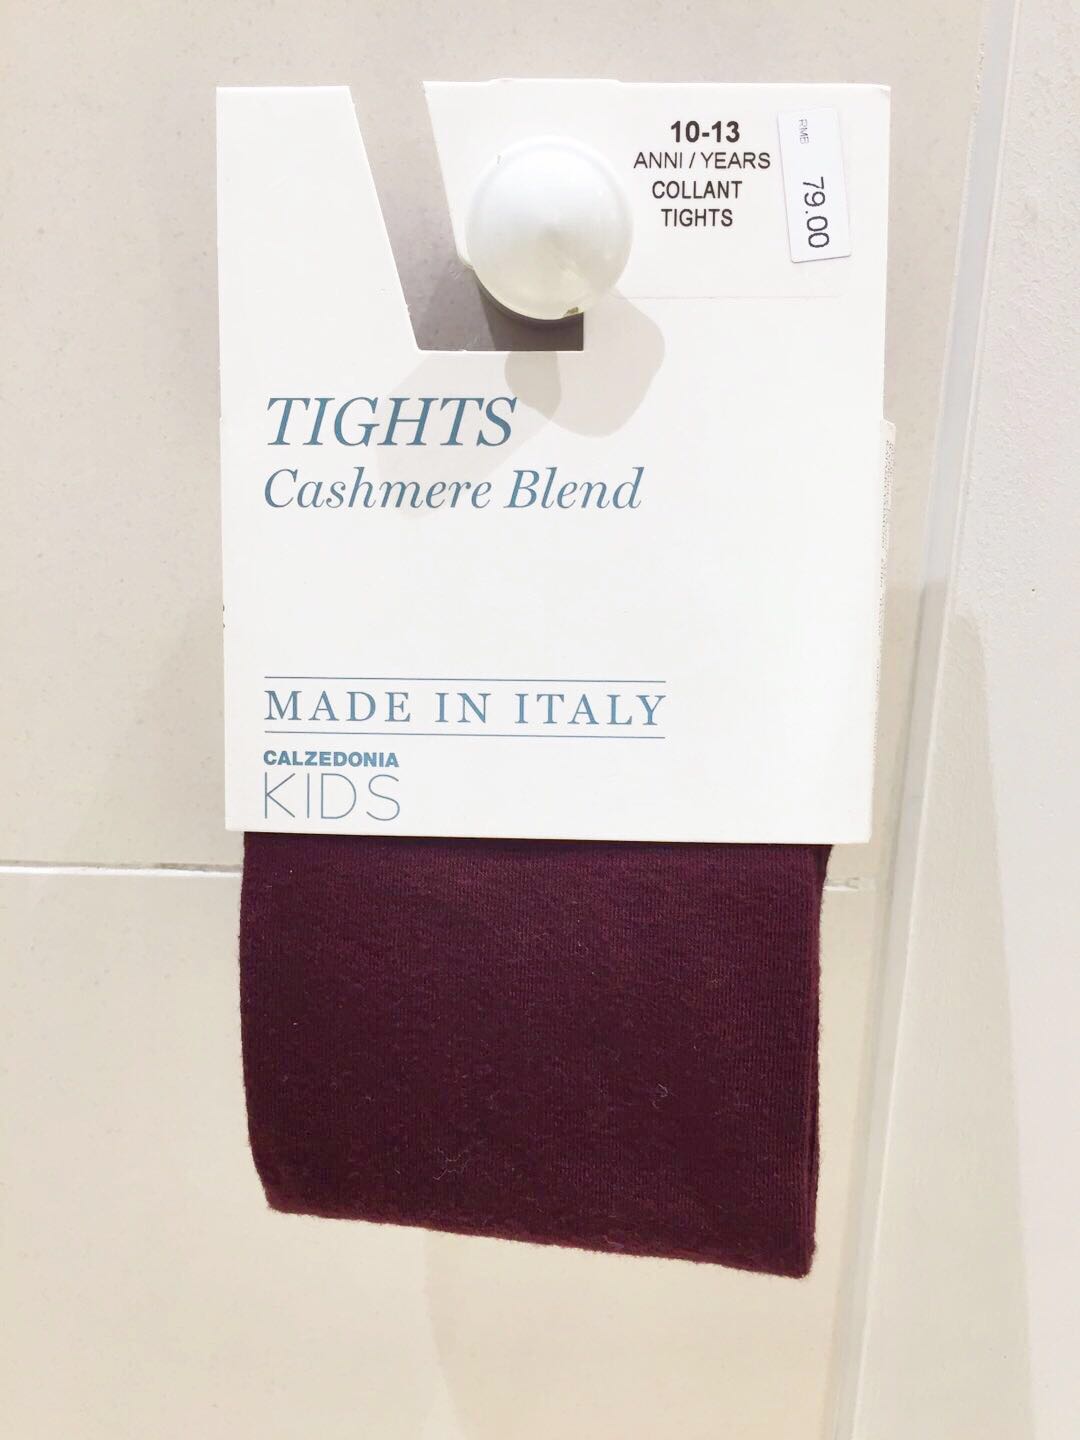 10-13
ANNI / YEARS
COLLANT
TIGHTS
RMB
79.00
TIGHTS
Cashmere Blend
MADE IN ITALY
CALZEDONIA
KIDS